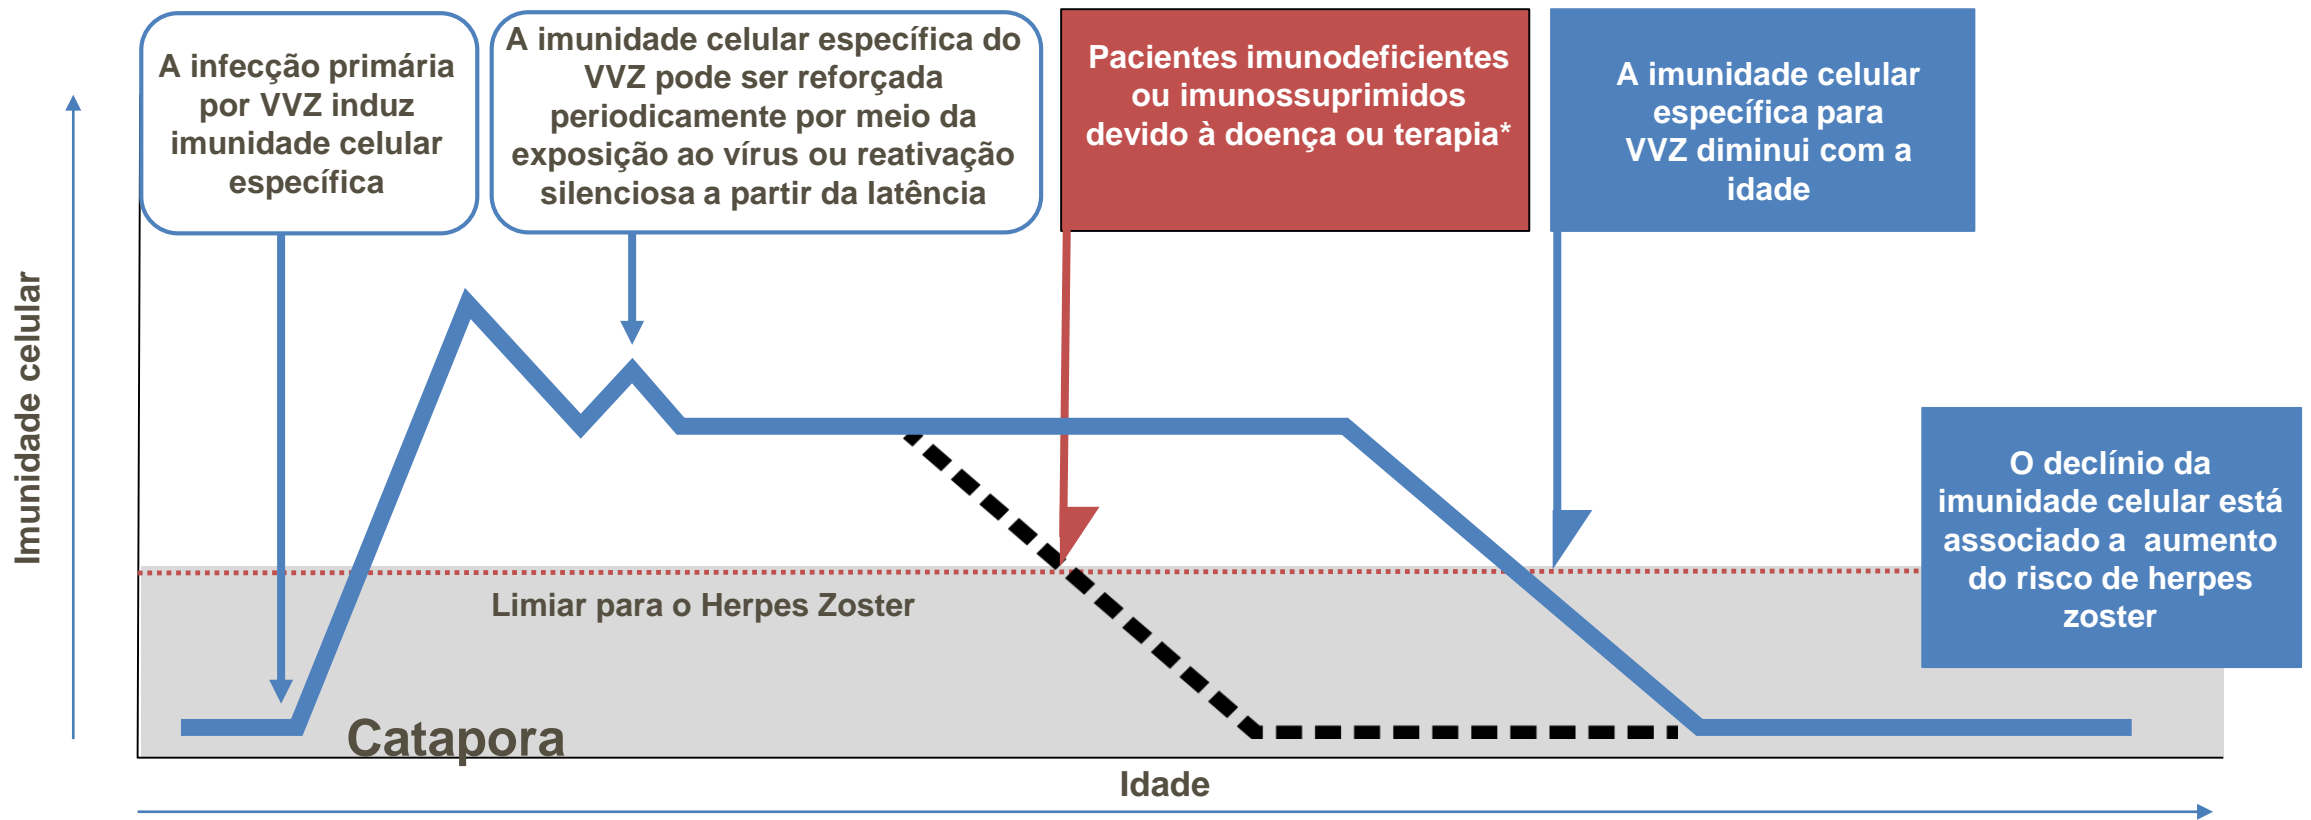 A infecção primária
por VVZ induz
imunidade celular
específica
A imunidade celular específica do
VVZ pode ser reforçada
periodicamente por meio da
exposição ao vírus ou reativação
silenciosa a partir da latência
Pacientes imunodeficientes
ou imunossuprimidos
devido à doença ou terapia*
A imunidade celular
específica para
VVZ diminui com a
idade
Imunidade celular
O declínio da
imunidade celular está
associado a aumento
do risco de herpes
zoster
Limiar para o Herpes Zoster
Catapora
Idade